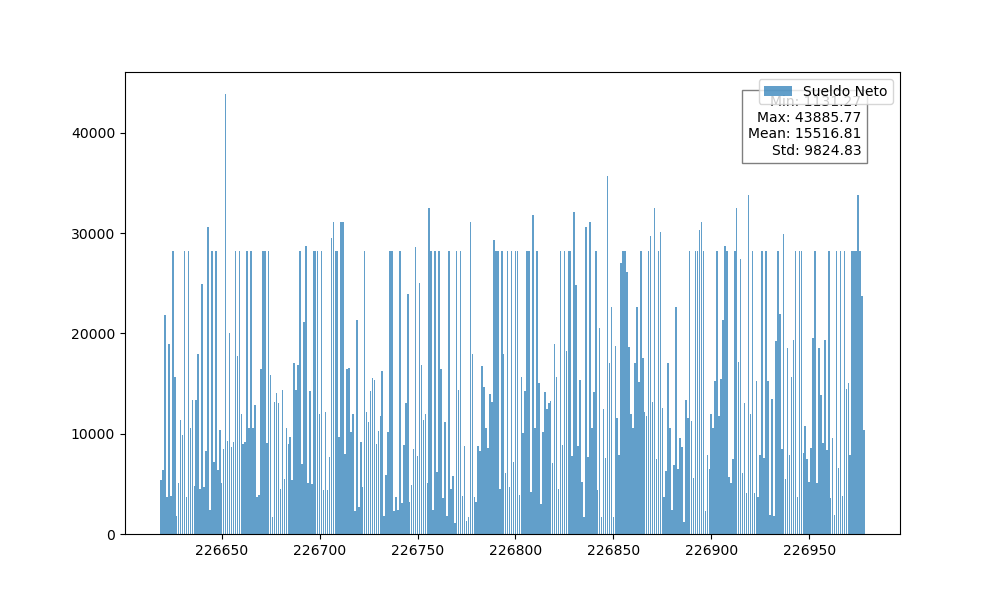 Sueldo Neto
Min: 1131.27
Max: 43885.77
Mean: 15516.81
Std: 9824.83
40000
30000
20000
10000
0
226650 226700 226750 226800 226850 226900 226950